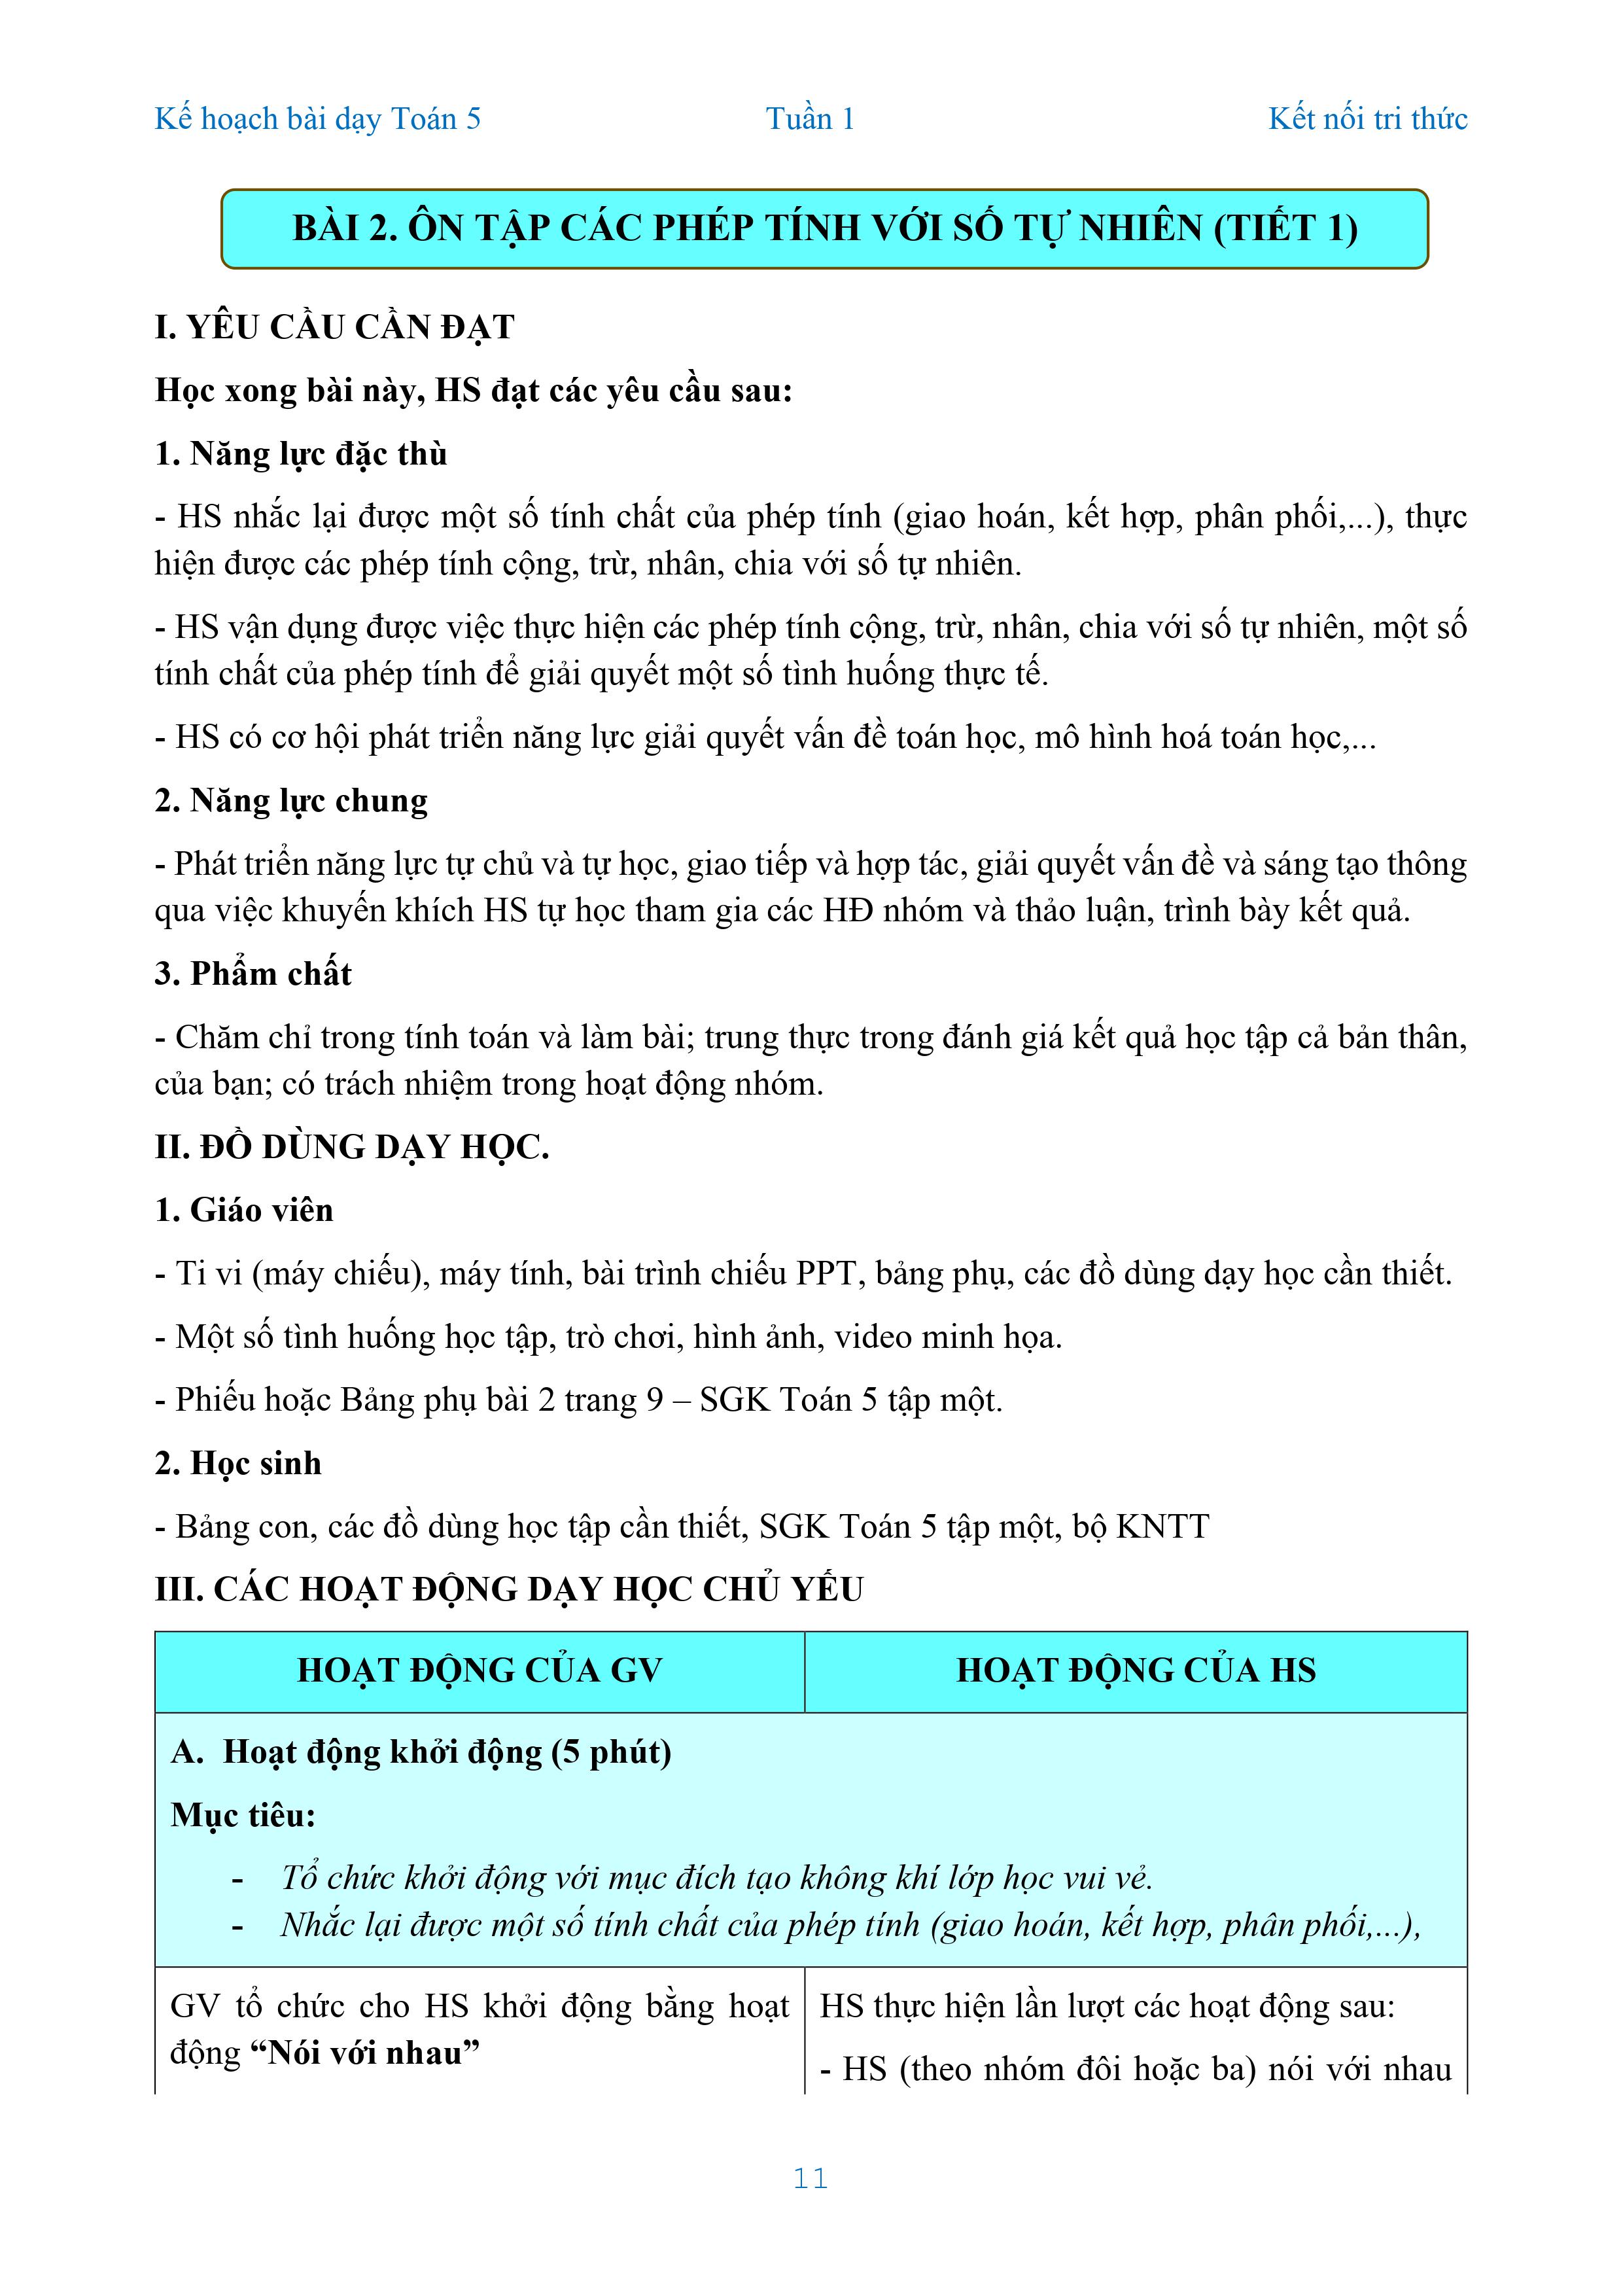 Kế hoạch bài dạy Toán 5 Tuần 1 Kết nối tri thức
BÀI 2. ÔN TẬP CÁC PHÉP TÍNH VỚI SỐ TỰ NHIÊN (TIẾT 1)
I. YÊU CẦU CẦN ĐẠT
Học xong bài này, HS đạt các yêu cầu sau:
1. Năng lực đặc thù
- HS nhắc lại được một số tính chất của phép tính (giao hoán, kết hợp, phân phối,...), thực
hiện được các phép tính cộng, trừ, nhân, chia với số tự nhiên.
- HS vận dụng được việc thực hiện các phép tính cộng, trừ, nhân, chia với số tự nhiên, một số
tính chất của phép tính để giải quyết một số tình huống thực tế.
- HS có cơ hội phát triển năng lực giải quyết vấn đề toán học, mô hình hoá toán học,...
2. Năng lực chung
- Phát triển năng lực tự chủ và tự học, giao tiếp và hợp tác, giải quyết vấn đề và sáng tạo thông
qua việc khuyến khích HS tự học tham gia các HĐ nhóm và thảo luận, trình bày kết quả.
3. Phẩm chất
- Chăm chỉ trong tính toán và làm bài; trung thực trong đánh giá kết quả học tập cả bản thân,
của bạn; có trách nhiệm trong hoạt động nhóm.
II. ĐỒ DÙNG DẠY HỌC.
1. Giáo viên
- Ti vi (máy chiếu), máy tính, bài trình chiếu PPT, bảng phụ, các đồ dùng dạy học cần thiết.
- Một số tình huống học tập, trò chơi, hình ảnh, video minh họa.
- Phiếu hoặc Bảng phụ bài 2 trang 9 – SGK Toán 5 tập một.
2. Học sinh
- Bảng con, các đồ dùng học tập cần thiết, SGK Toán 5 tập một, bộ KNTT
III. CÁC HOẠT ĐỘNG DẠY HỌC CHỦ YẾU
HOẠT ĐỘNG CỦA GV HOẠT ĐỘNG CỦA HS
A. Hoạt động khởi động (5 phút)
Mục tiêu:
- Tổ chức khởi động với mục đích tạo không khí lớp học vui vẻ.
- Nhắc lại được một số tính chất của phép tính (giao hoán, kết hợp, phân phối,...),
GV tổ chức cho HS khởi động bằng hoạt
động “Nói với nhau”
HS thực hiện lần lượt các hoạt động sau:
- HS (theo nhóm đôi hoặc ba) nói với nhau
11